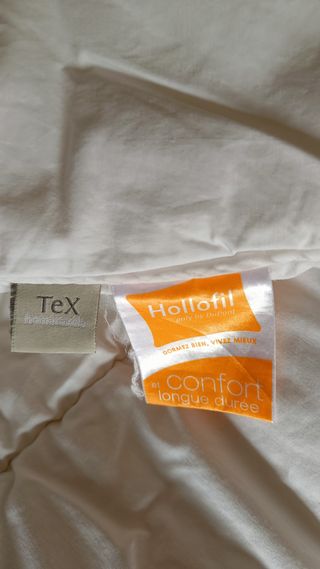 TeX
Hollofil
only by DuPont
DORMEZ BIEN, VIVEZ MIEUX
confort
longue durée